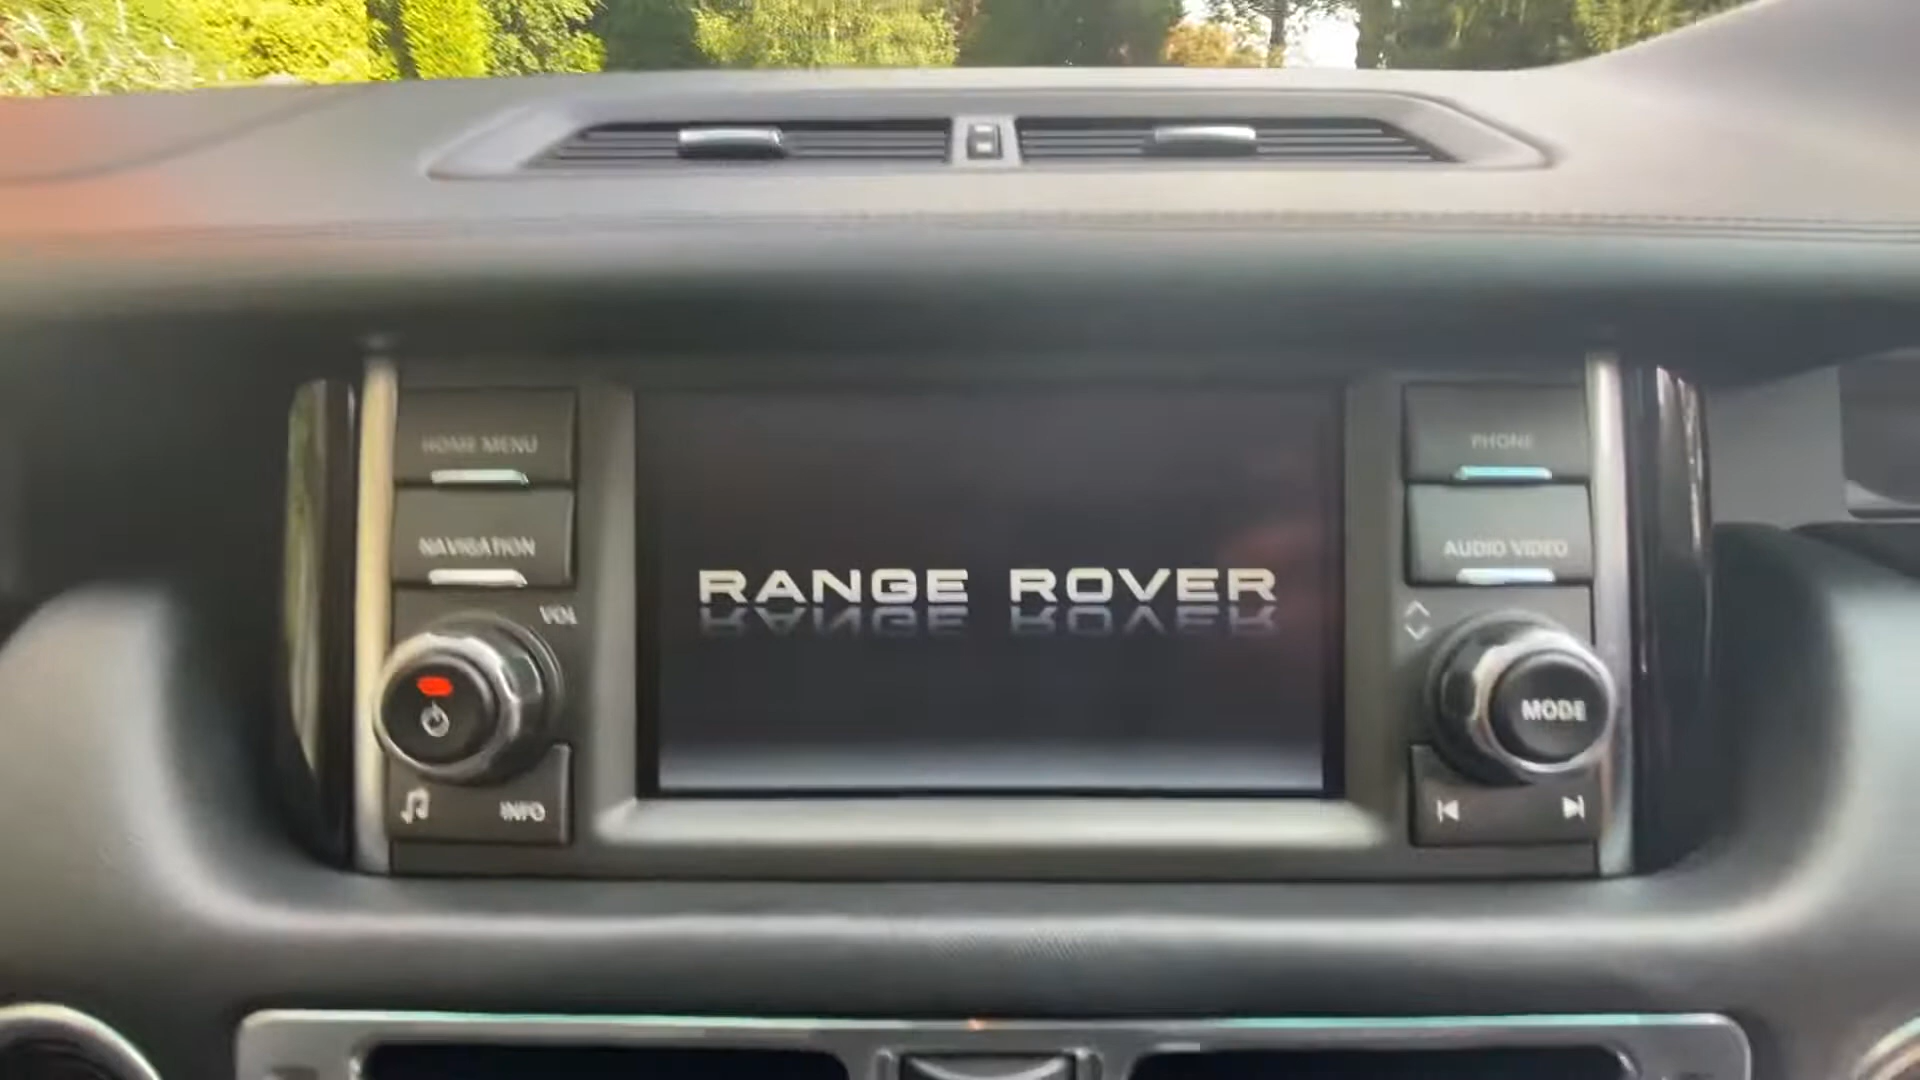 HOME MENU
PHONE
NAVIGATION
AUDIO VIDEO
RANGE ROVER
VOL
MODE
INFO